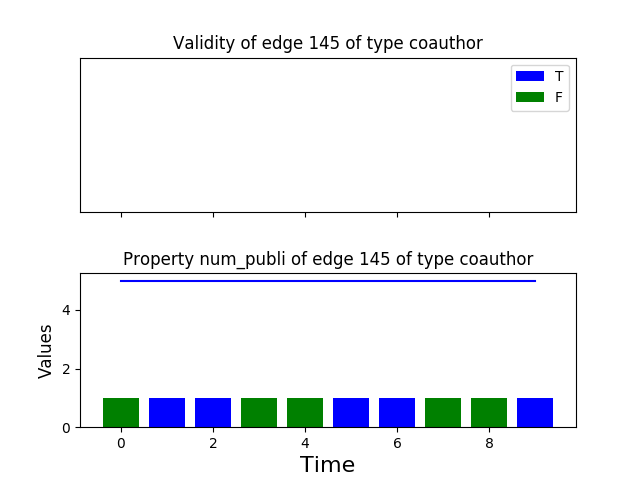 Validity of edge 145 of type coauthor
T
F
Property num_publi of edge 145 of type coauthor
4
2
0
Values
0 2 4 6 8
Time